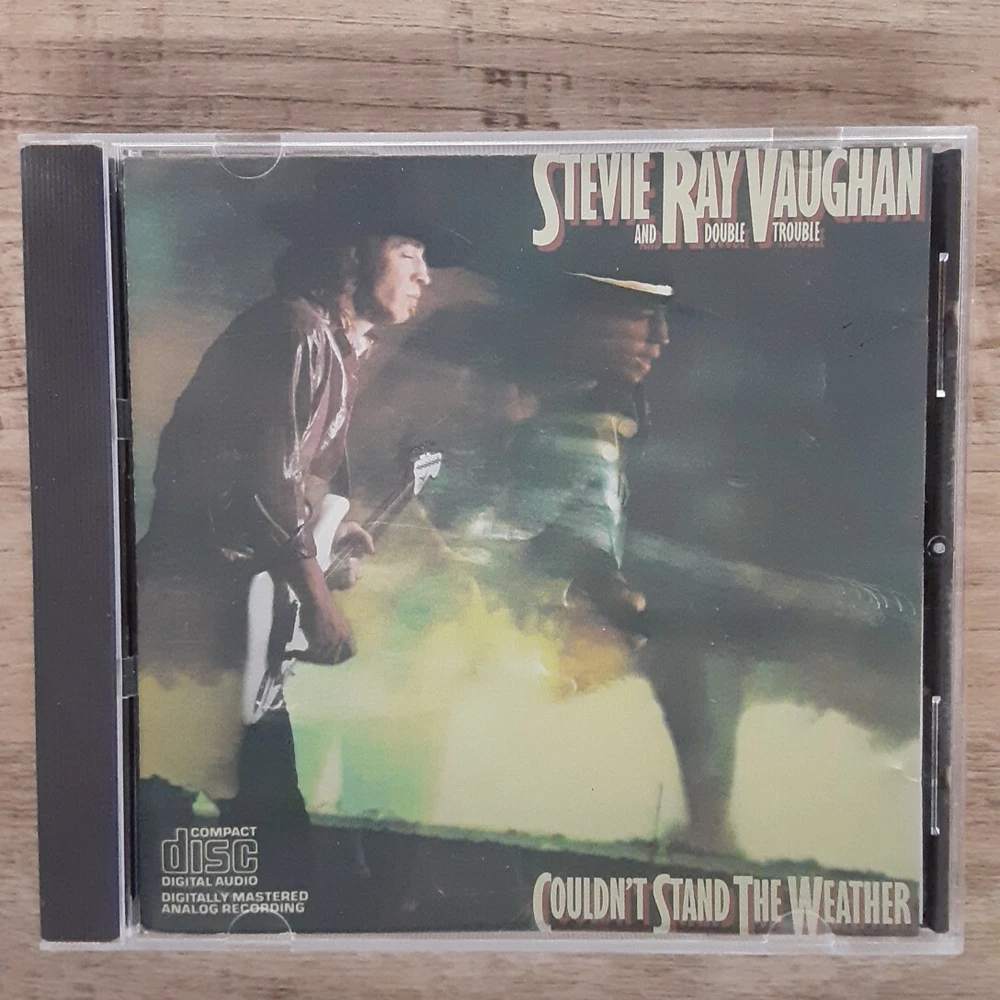 STEVIE RAY VAUGHAN
AND DOUBLE TROUBLE
COMPACT
disc
DIGITAL AUDIO
DIGITALLY MASTERED
ANALOG RECORDING
COULDN'T STAND THE WEATHER